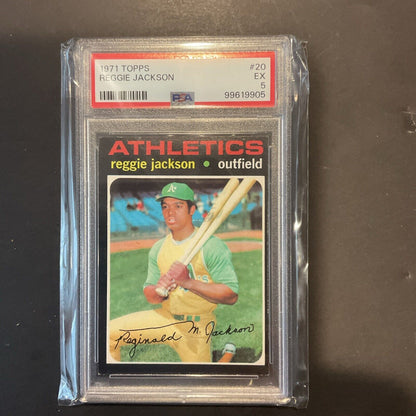 1971 TOPPS #20
REGGIE JACKSON EX
5
PSA 99619905
ATHLETICS
reggie jackson • outfield
A's
Reginald M. Jackson